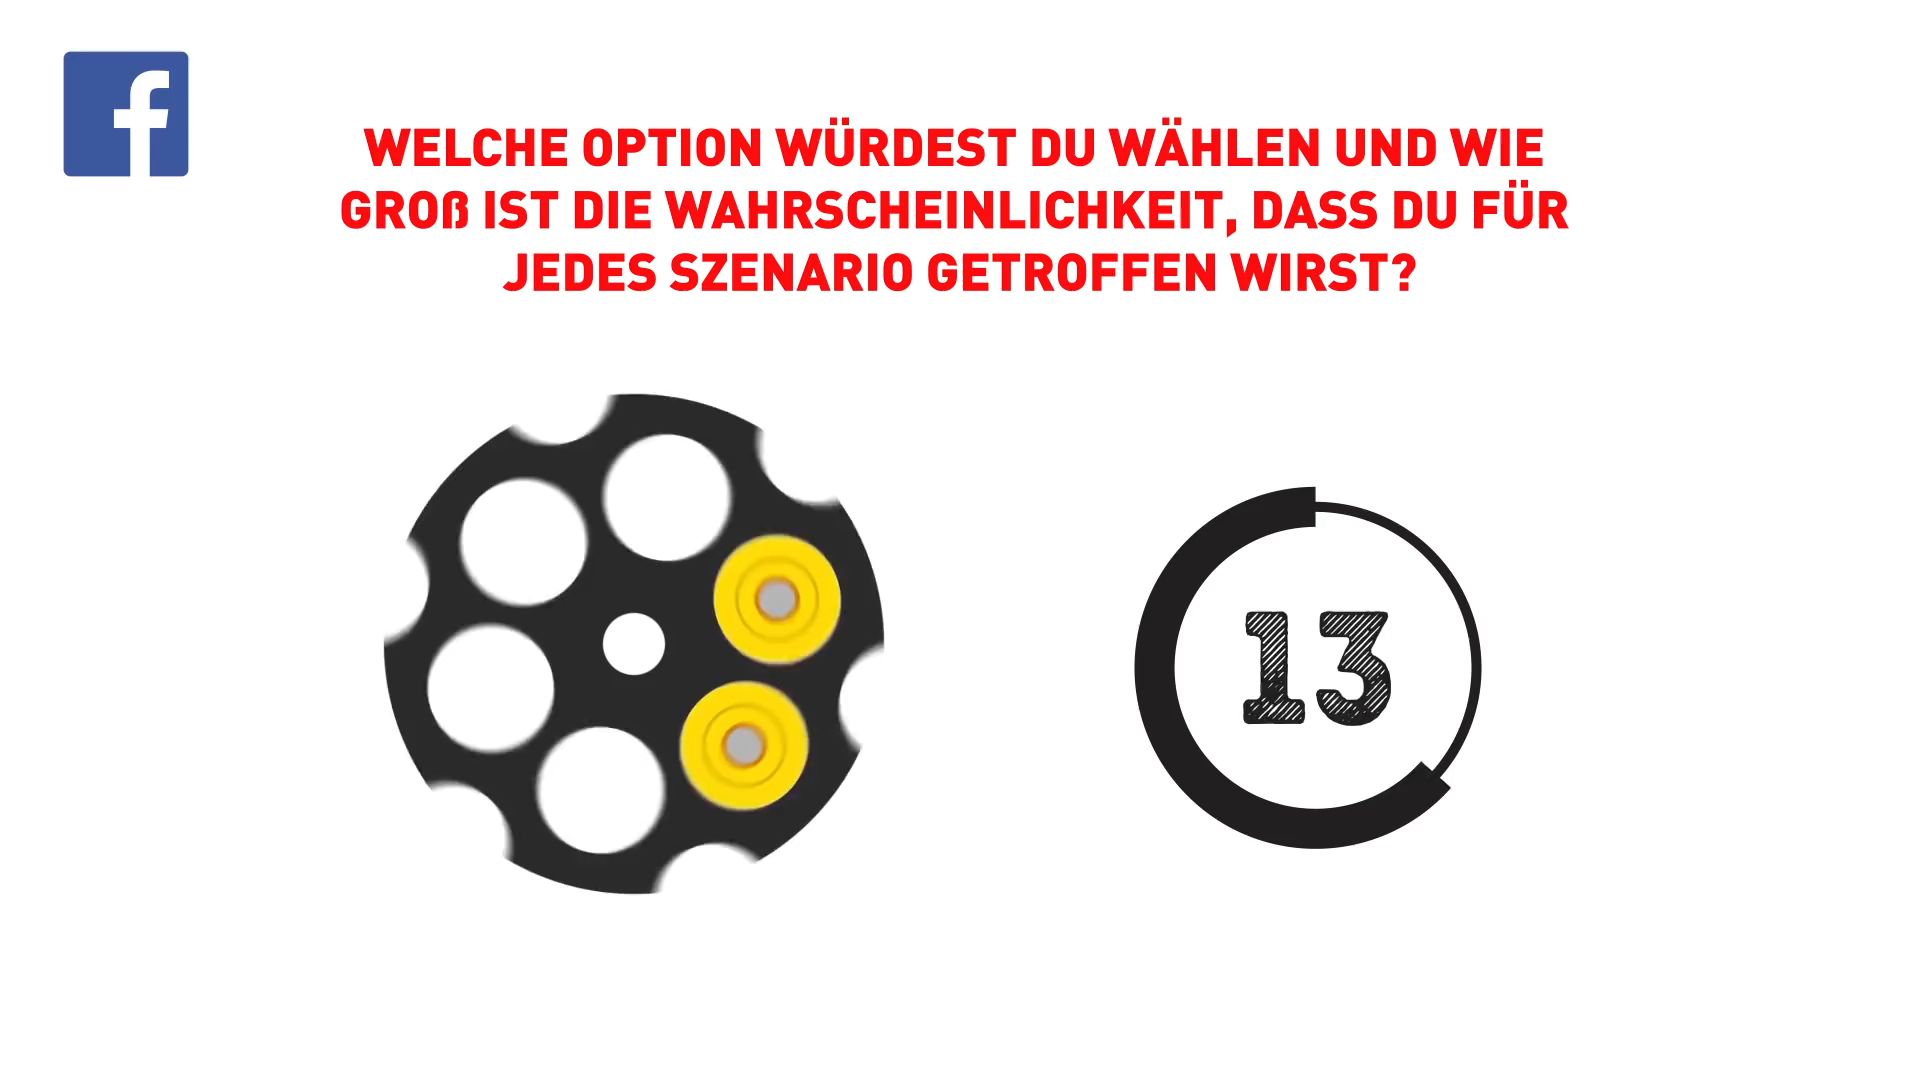 f
WELCHE OPTION WÜRDEST DU WÄHLEN UND WIE
GROß IST DIE WAHRSCHEINLICHKEIT, DASS DU FÜR
JEDES SZENARIO GETROFFEN WIRST?
13